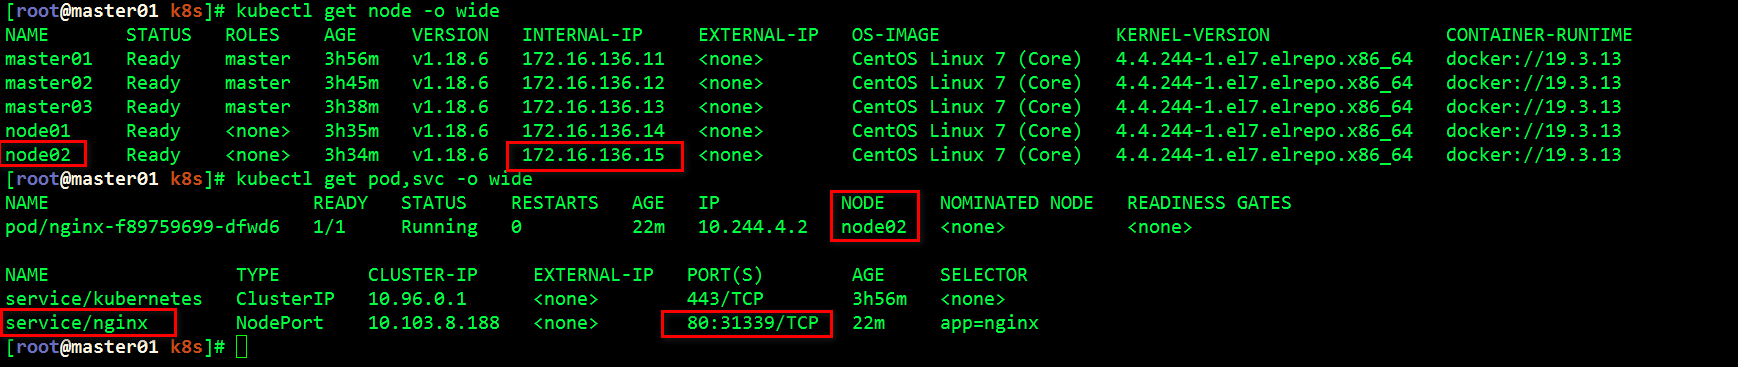 [root@master01 k8s]# kubectl get node -o wide
NAME STATUS ROLES AGE VERSION INTERNAL-IP EXTERNAL-IP OS-IMAGE KERNEL-VERSION CONTAINER-RUNTIME
master01 Ready master 3h56m v1.18.6 172.16.136.11 <none> CentOS Linux 7 (Core) 4.4.244-1.el7.elrepo.x86_64 docker://19.3.13
master02 Ready master 3h45m v1.18.6 172.16.136.12 <none> CentOS Linux 7 (Core) 4.4.244-1.el7.elrepo.x86_64 docker://19.3.13
master03 Ready master 3h38m v1.18.6 172.16.136.13 <none> CentOS Linux 7 (Core) 4.4.244-1.el7.elrepo.x86_64 docker://19.3.13
node01 Ready <none> 3h35m v1.18.6 172.16.136.14 <none> CentOS Linux 7 (Core) 4.4.244-1.el7.elrepo.x86_64 docker://19.3.13
node02 Ready <none> 3h34m v1.18.6 172.16.136.15 <none> CentOS Linux 7 (Core) 4.4.244-1.el7.elrepo.x86_64 docker://19.3.13
[root@master01 k8s]# kubectl get pod,svc -o wide
NAME READY STATUS RESTARTS AGE IP NODE NOMINATED NODE READINESS GATES
pod/nginx-f89759699-dfwd6 1/1 Running 0 22m 10.244.4.2 node02 <none> <none>
NAME TYPE CLUSTER-IP EXTERNAL-IP PORT(S) AGE SELECTOR
service/kubernetes ClusterIP 10.96.0.1 <none> 443/TCP 3h56m <none>
service/nginx NodePort 10.103.8.188 <none> 80:31339/TCP 22m app=nginx
[root@master01 k8s]#